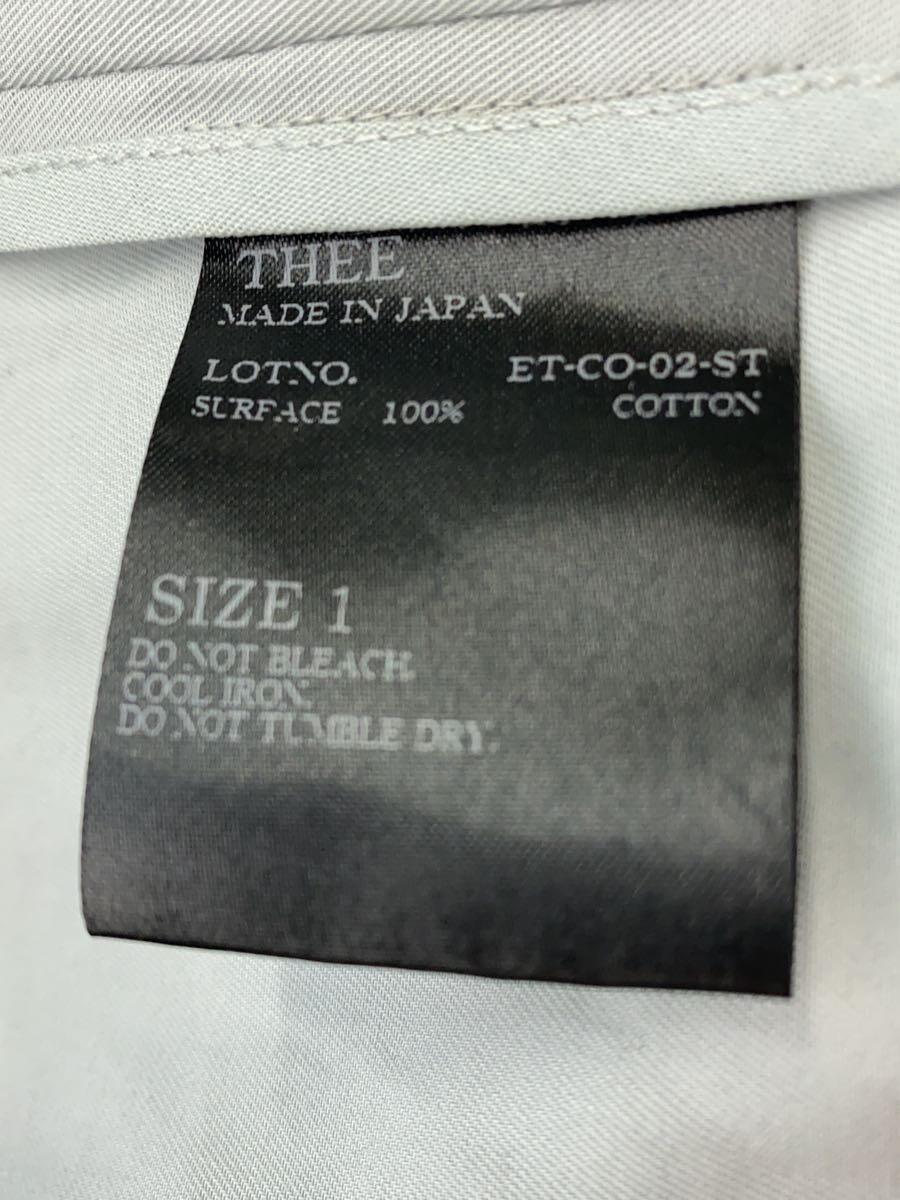 THEE
MADE IN JAPAN
LOTNO. ET-CO-02-ST
SURFACE 100% COTTON
SIZE 1
DO NOT BLEACH.
COOL IRON.
DO NOT TUMBLE DRY.